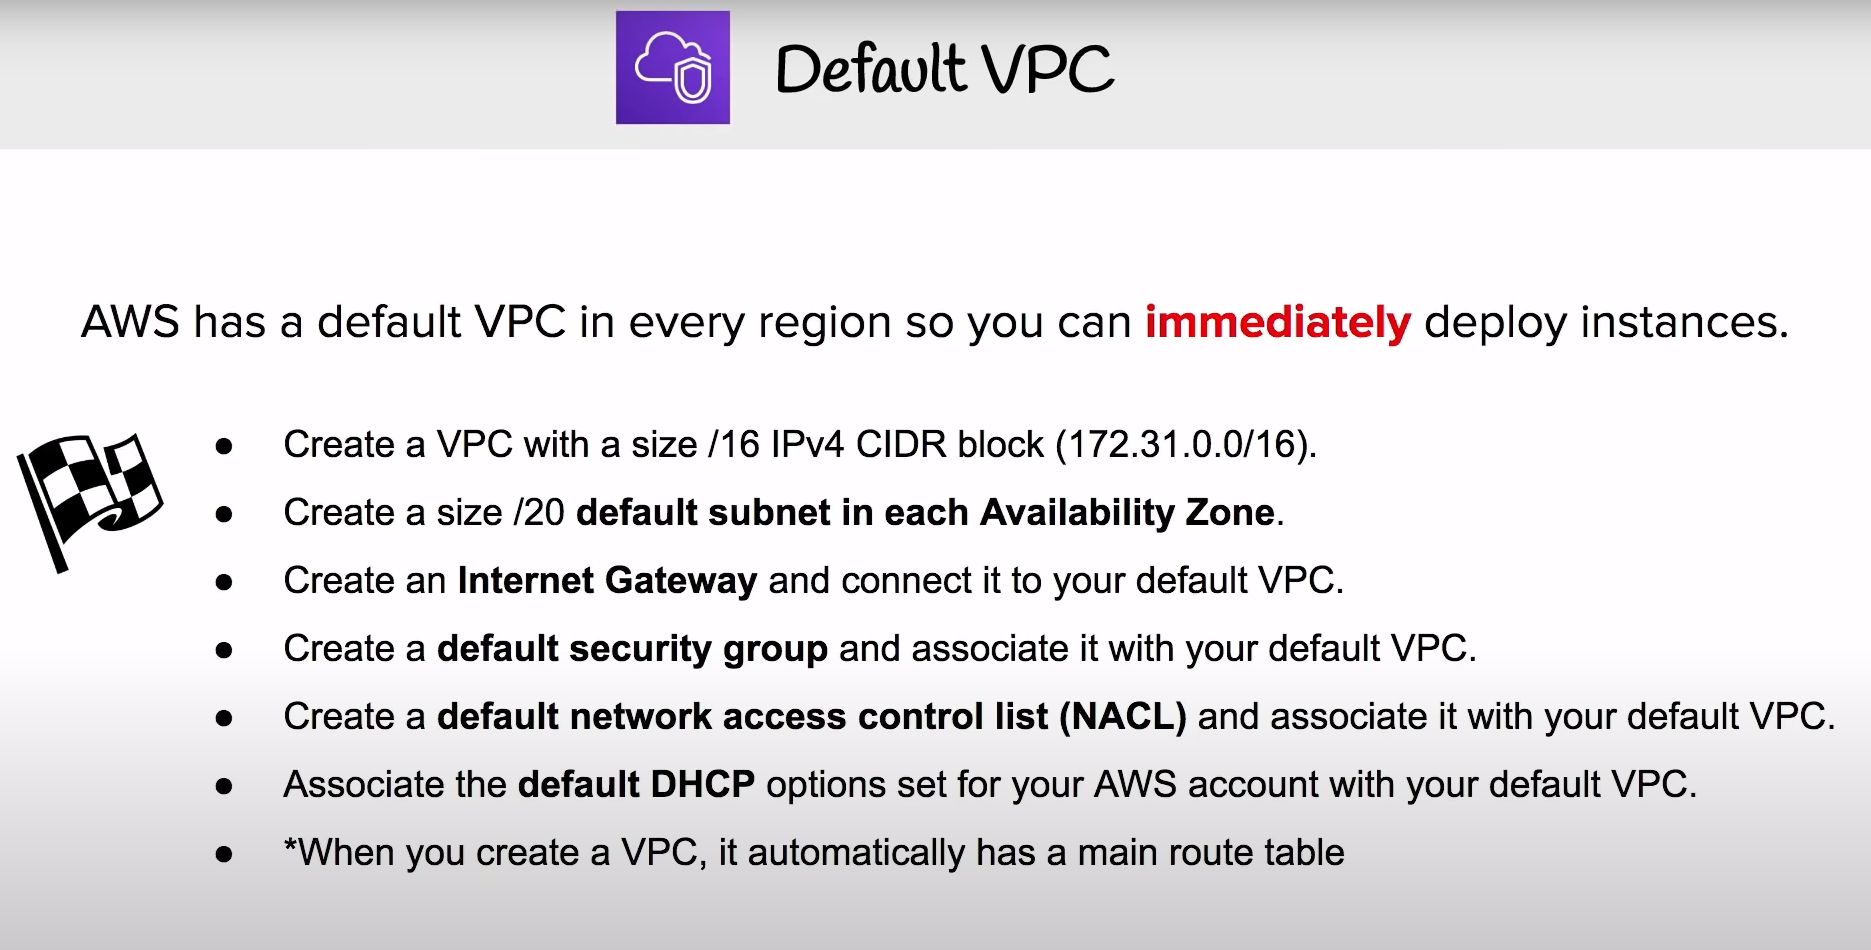 Default VPC
AWS has a default VPC in every region so you can immediately deploy instances.
● Create a VPC with a size /16 IPv4 CIDR block (172.31.0.0/16).
● Create a size /20 default subnet in each Availability Zone.
● Create an Internet Gateway and connect it to your default VPC.
● Create a default security group and associate it with your default VPC.
● Create a default network access control list (NACL) and associate it with your default VPC.
● Associate the default DHCP options set for your AWS account with your default VPC.
● *When you create a VPC, it automatically has a main route table